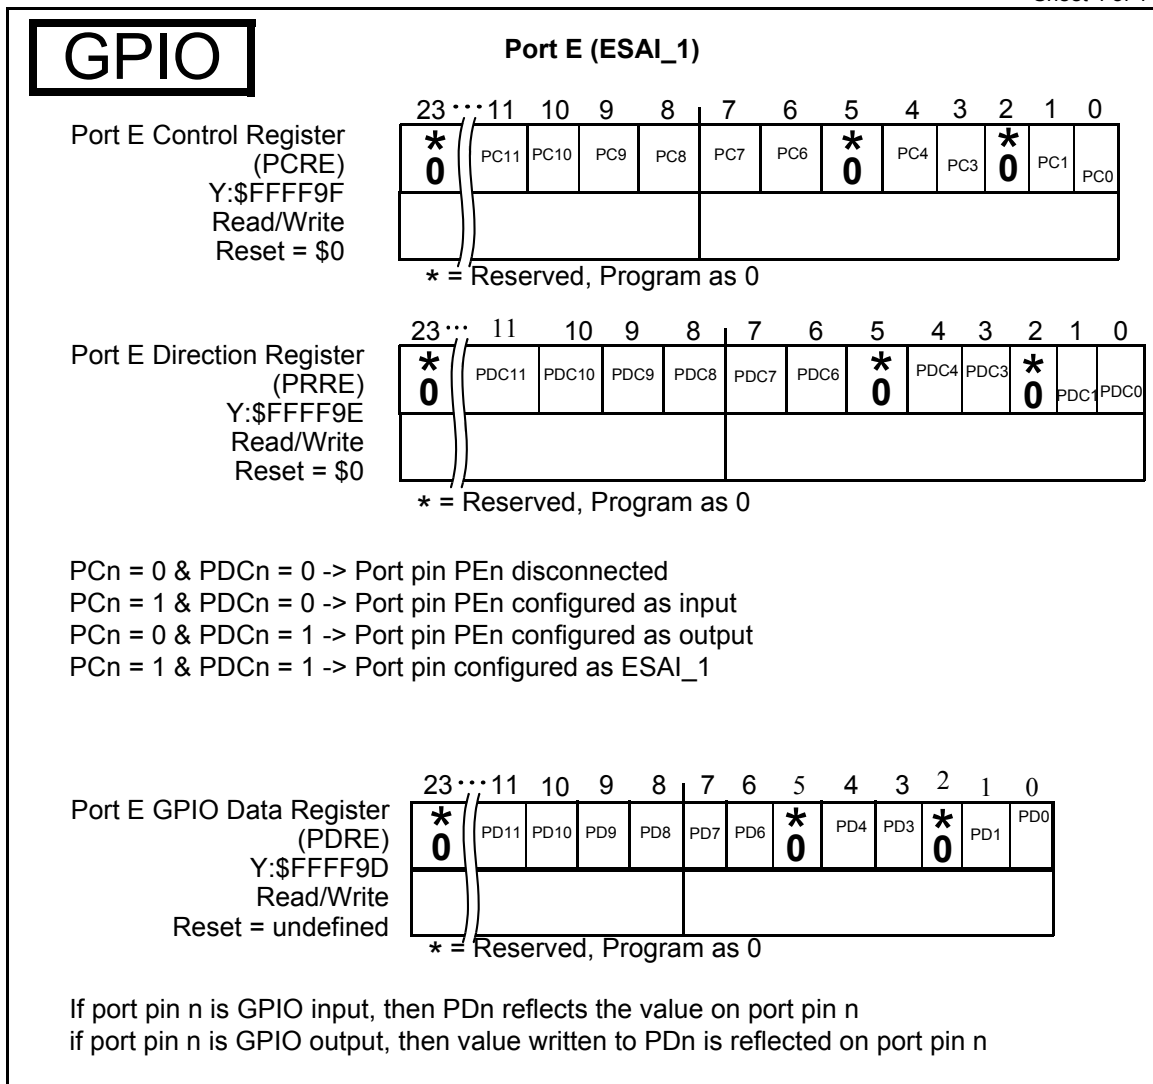 GPIO
Port E (ESAI_1)
Port E Control Register
(PCRE)
Y:$FFFF9F
Read/Write
Reset = $0
23 ··· 11 10 9 8 7 6 5 4 3 2 1 0
* 0 PC11 PC10 PC9 PC8 PC7 PC6 * 0 PC4 PC3 * 0 PC1 PC0
* = Reserved, Program as 0
Port E Direction Register
(PRRE)
Y:$FFFF9E
Read/Write
Reset = $0
23 ··· 11 10 9 8 7 6 5 4 3 2 1 0
* 0 PDC11 PDC10 PDC9 PDC8 PDC7 PDC6 * 0 PDC4 PDC3 * 0 PDC1 PDC0
* = Reserved, Program as 0
PCn = 0 & PDCn = 0 -> Port pin PEn disconnected
PCn = 1 & PDCn = 0 -> Port pin PEn configured as input
PCn = 0 & PDCn = 1 -> Port pin PEn configured as output
PCn = 1 & PDCn = 1 -> Port pin configured as ESAI_1
Port E GPIO Data Register
(PDRE)
Y:$FFFF9D
Read/Write
Reset = undefined
23 ··· 11 10 9 8 7 6 5 4 3 2 1 0
* 0 PD11 PD10 PD9 PD8 PD7 PD6 * 0 PD4 PD3 * 0 PD1 PD0
* = Reserved, Program as 0
If port pin n is GPIO input, then PDn reflects the value on port pin n
if port pin n is GPIO output, then value written to PDn is reflected on port pin n